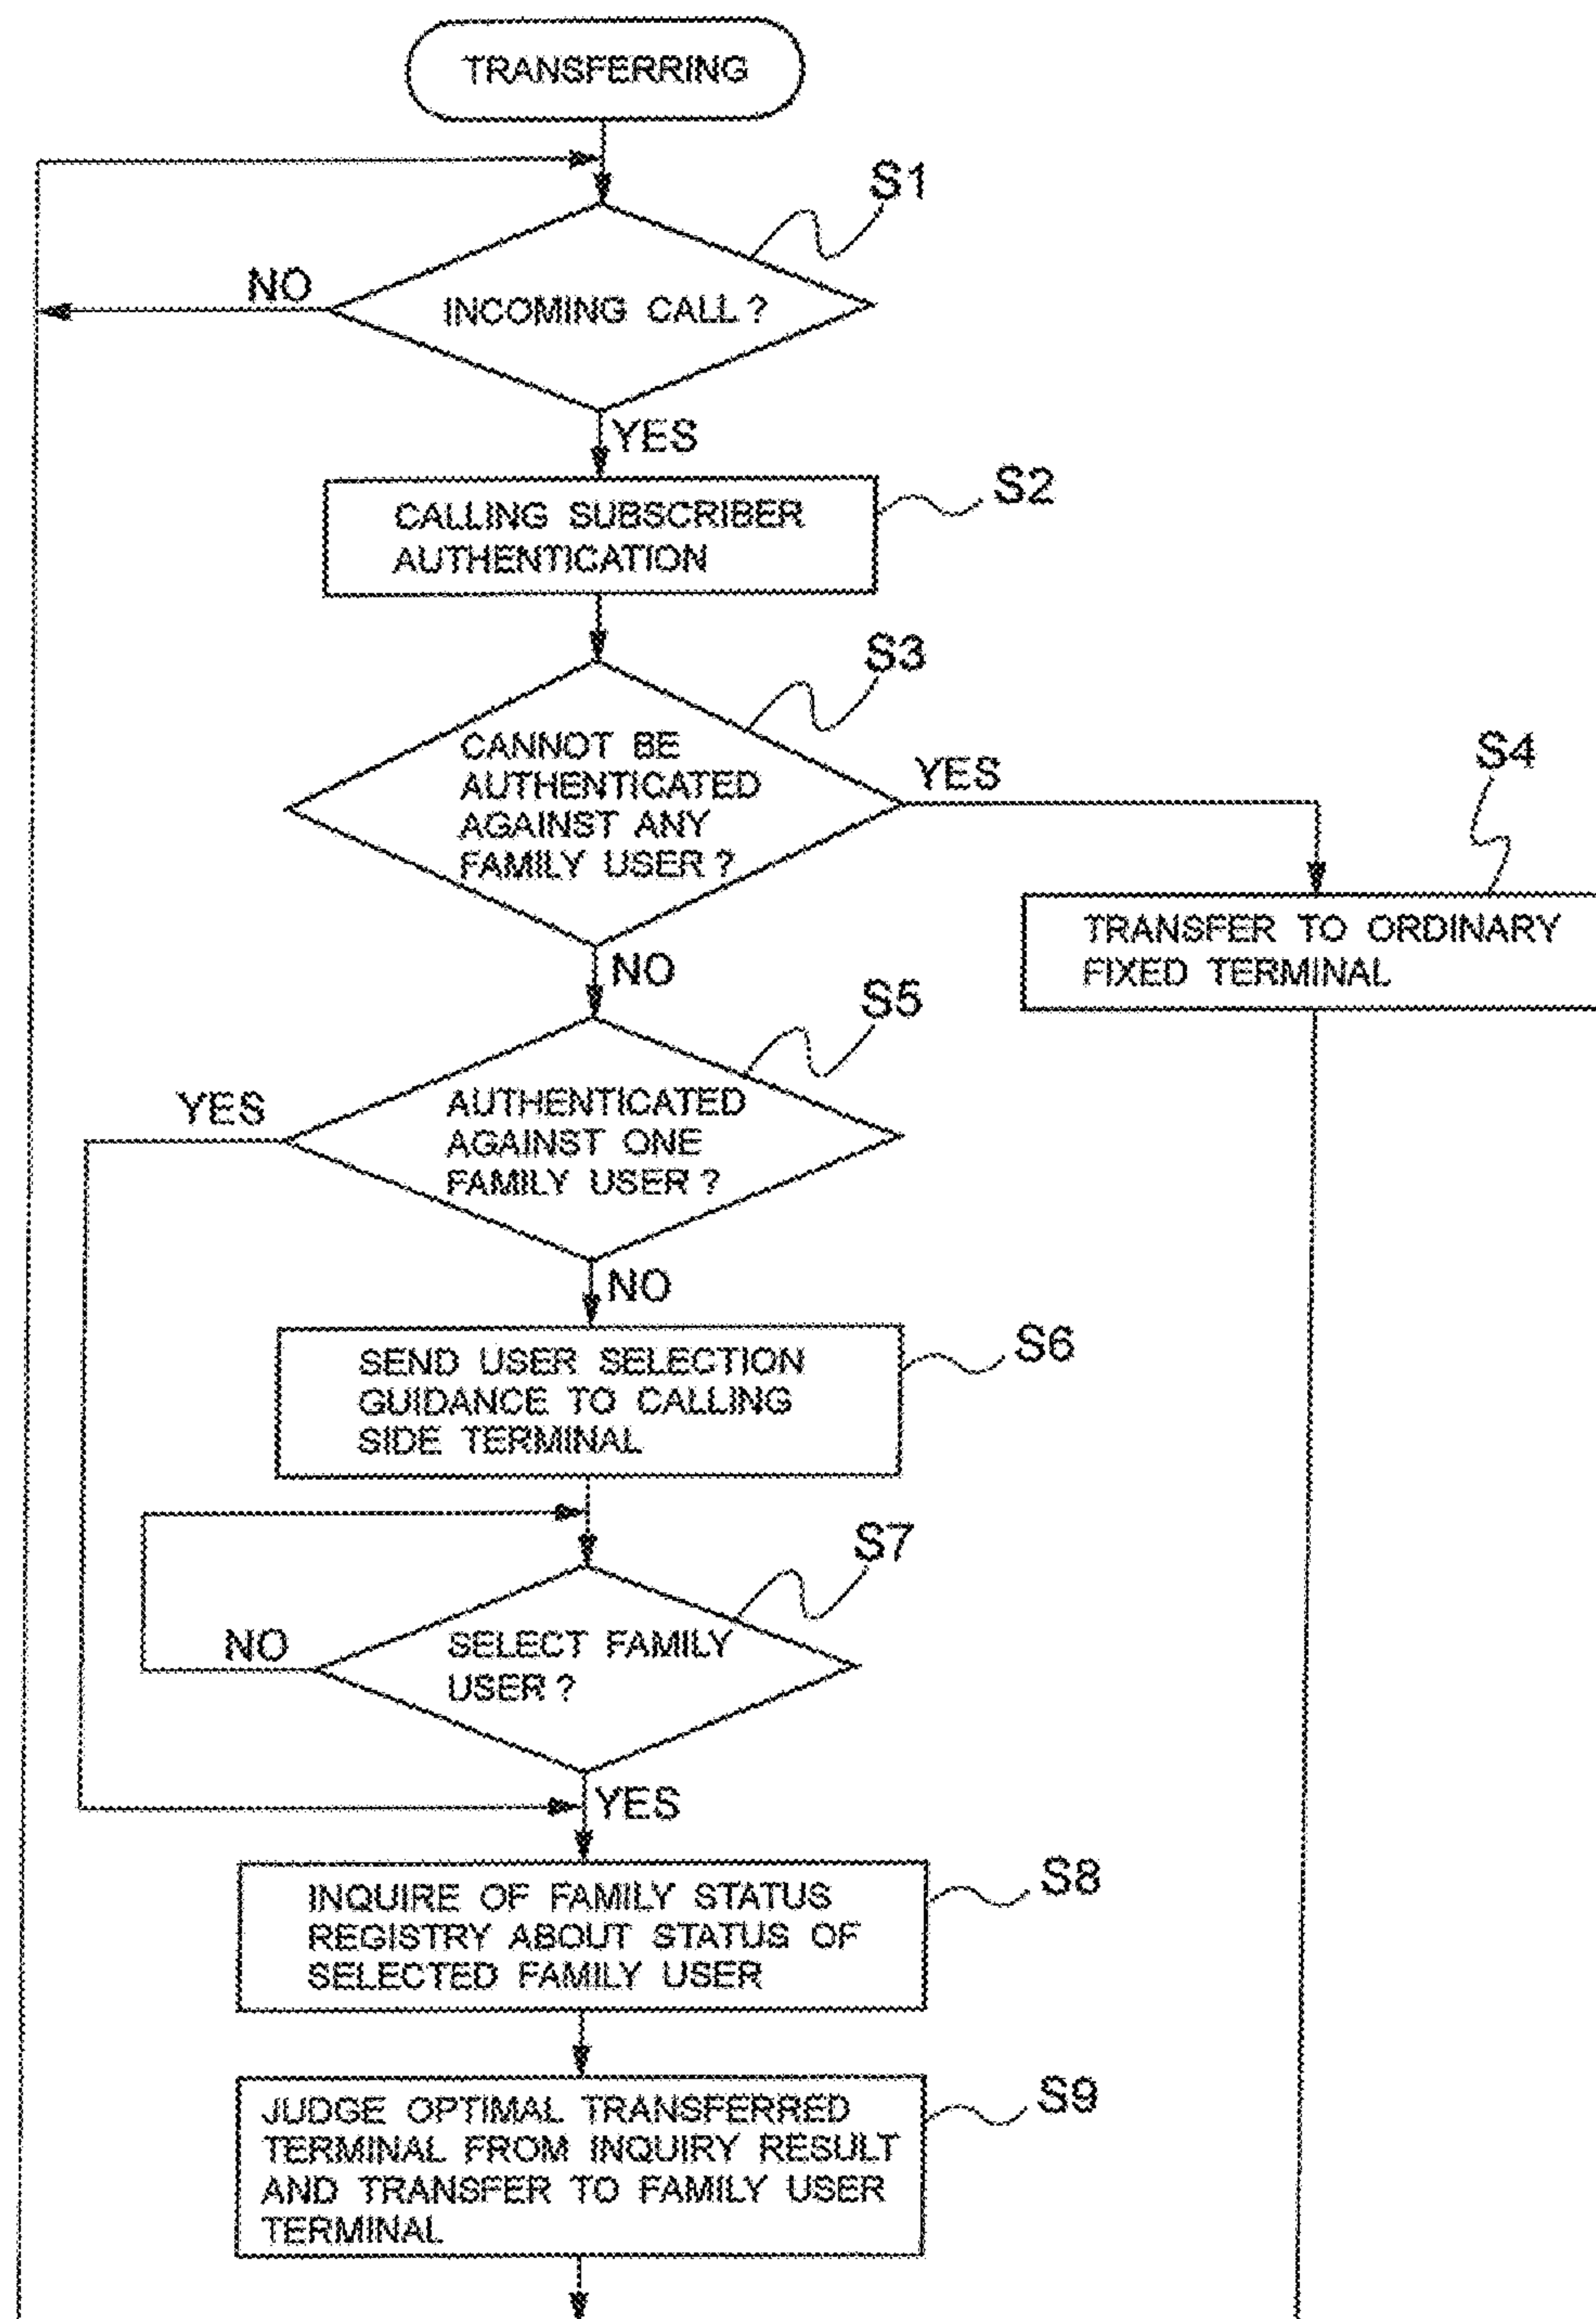 TRANSFERRING
S1
NO
INCOMING CALL?
YES
S2
CALLING SUBSCRIBER
AUTHENTICATION
S3
CANNOT BE
AUTHENTICATED
AGAINST ANY
FAMILY USER?
YES
S4
TRANSFER TO ORDINARY
FIXED TERMINAL
NO
S5
YES
AUTHENTICATED
AGAINST ONE
FAMILY USER?
NO
S6
SEND USER SELECTION
GUIDANCE TO CALLING
SIDE TERMINAL
S7
NO
SELECT FAMILY
USER?
YES
S8
INQUIRE OF FAMILY STATUS
REGISTRY ABOUT STATUS OF
SELECTED FAMILY USER
S9
JUDGE OPTIMAL TRANSFERRED
TERMINAL FROM INQUIRY RESULT
AND TRANSFER TO FAMILY USER
TERMINAL